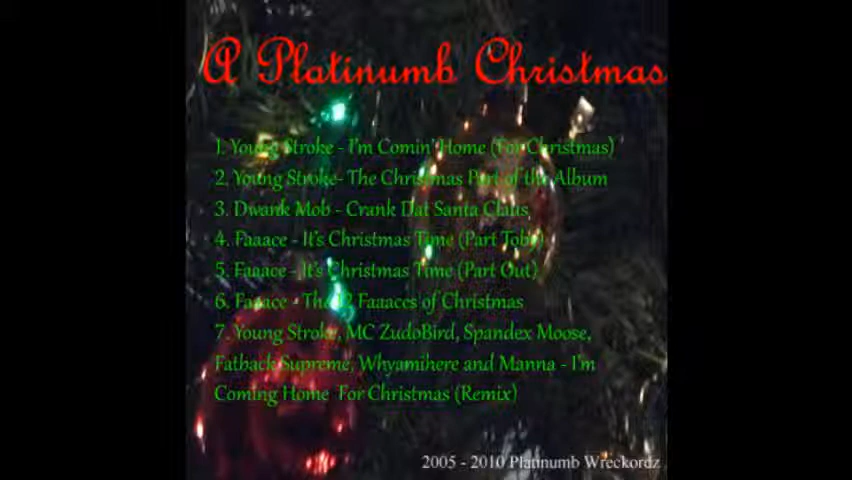 A Platinumb Christmas
1. Young Stroke - I'm Comin' Home (For Christmas)
2. Young Stroke- The Christmas Part of the Album
3. Dwank Mob - Crank Dat Santa Claus
4. Faaace - It's Christmas Time (Part Toby)
5. Faaace - It's Christmas Time (Part Out)
6. Faaace - The 12 Faaaces of Christmas
7. Young Stroke, MC ZudoBird, Spandex Moose,
Fatback Supreme, Whyamihere and Manna - I'm
Coming Home For Christmas (Remix)
2005 - 2010 Platinumb Wreckordz